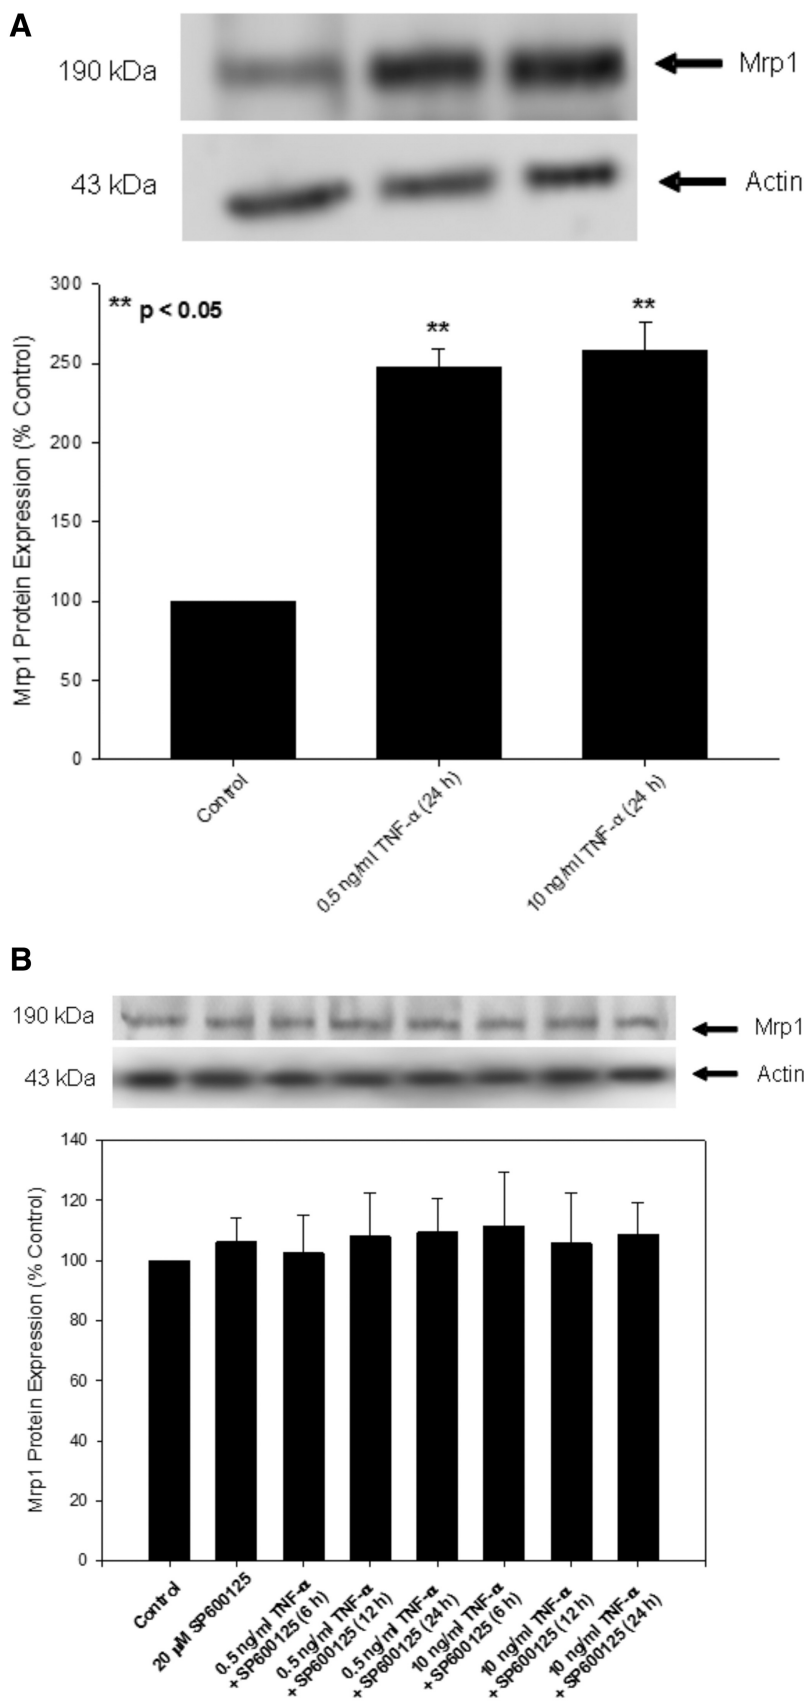 A
190 kDa
Mrp1
43 kDa
Actin
Mrp1 Protein Expression (% Control)
300
250
200
150
100
50
0
** p < 0.05
**
**
Control
0.5 ng/ml TNF-α (24 h)
10 ng/ml TNF-α (24 h)
B
190 kDa
Mrp1
43 kDa
Actin
Mrp1 Protein Expression (% Control)
140
120
100
80
60
40
20
0
Control
20 µM SP600125
0.5 ng/ml TNF-α
+ SP600125 (6 h)
0.5 ng/ml TNF-α
+ SP600125 (12 h)
0.5 ng/ml TNF-α
+ SP600125 (24 h)
10 ng/ml TNF-α
+ SP600125 (6 h)
10 ng/ml TNF-α
+ SP600125 (12 h)
10 ng/ml TNF-α
+ SP600125 (24 h)